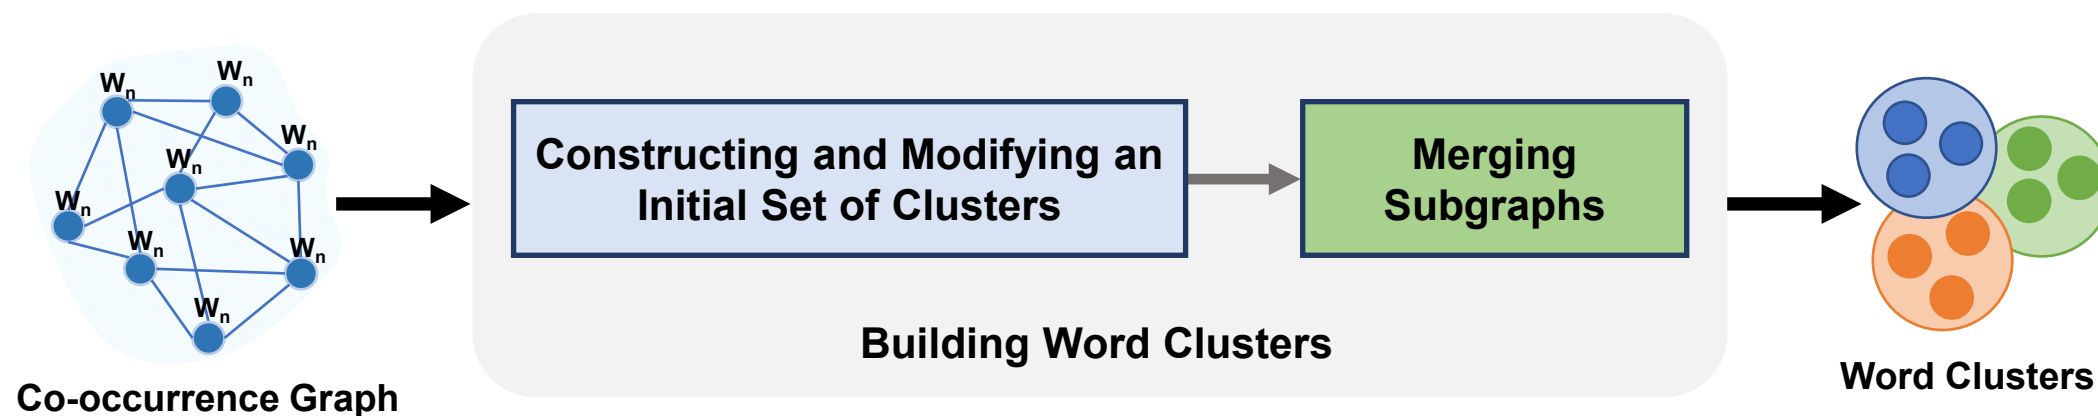 Wn
Wn
Wn
Wn
Wn
Wn
Wn
Wn
Co-occurrence Graph
Constructing and Modifying an
Initial Set of Clusters
Merging
Subgraphs
Building Word Clusters
Word Clusters